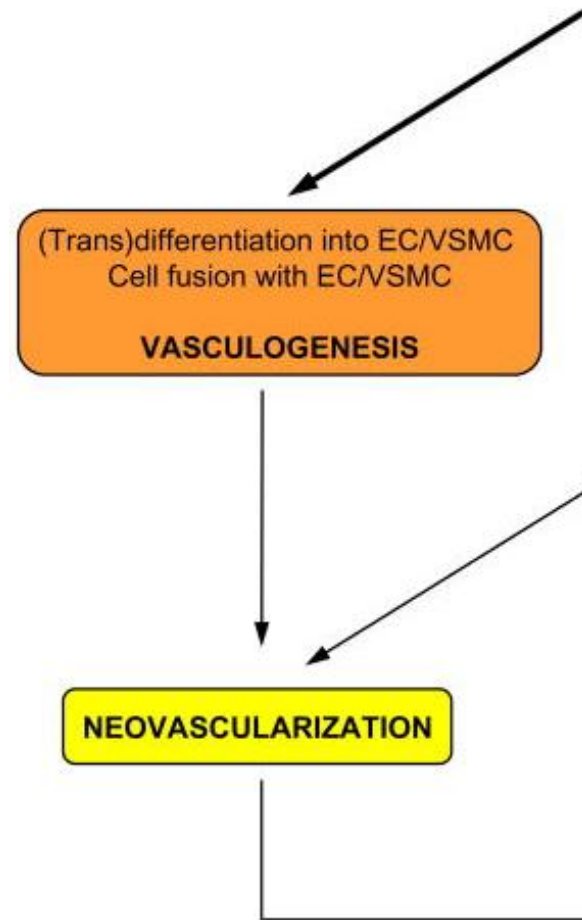 (Trans)differentiation into EC/VSMC
Cell fusion with EC/VSMC
VASCULOGENESIS
NEOVASCULARIZATION